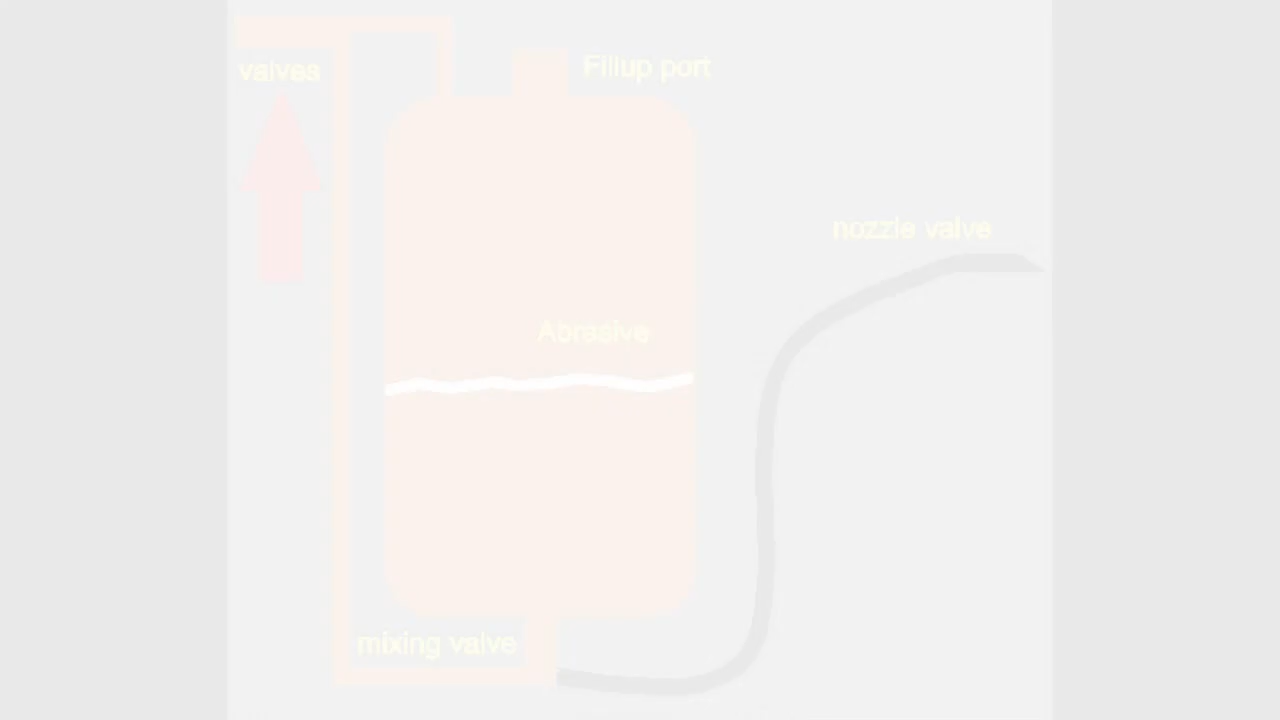 valves
Fillup port
nozzle valve
Abrasive
mixing valve